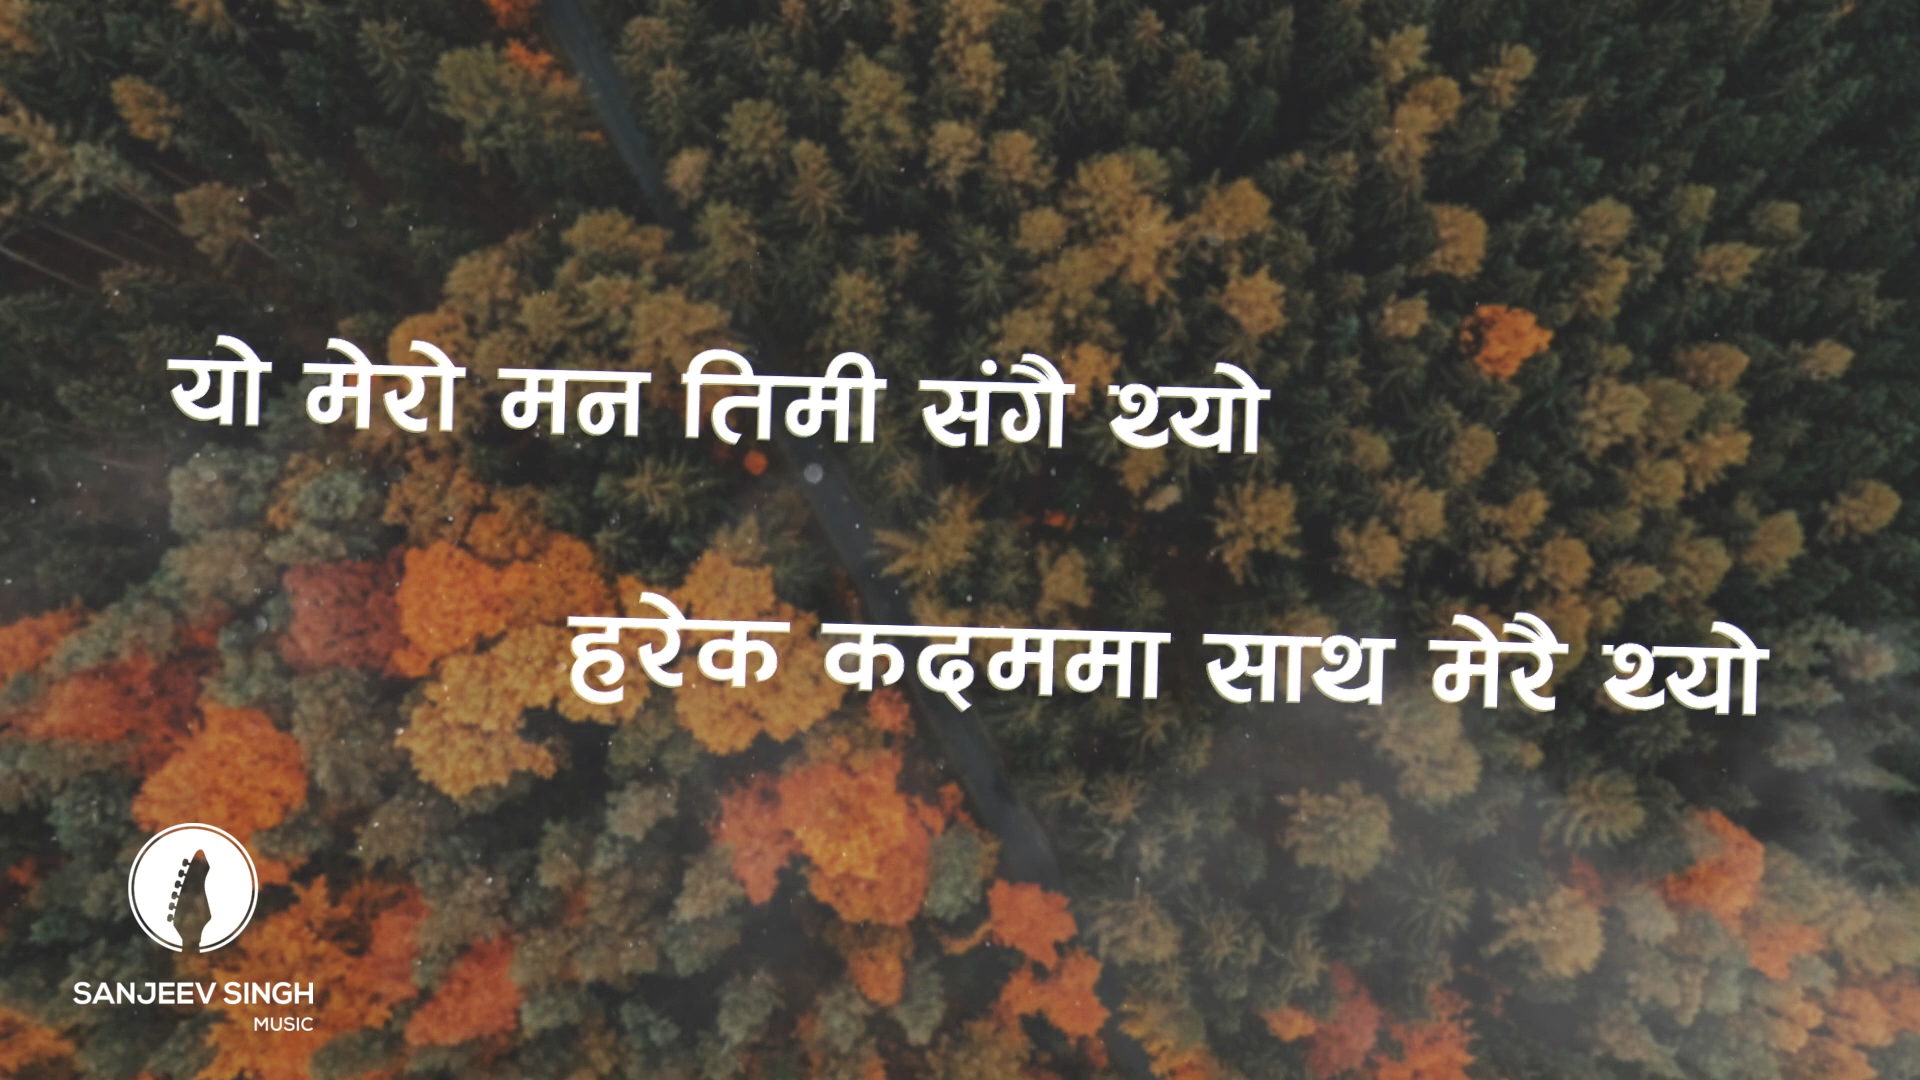 यो मेरो मन तिमी संगै थ्यो
हरेक कदममा साथ मेरै थ्यो
SANJEEV SINGH
MUSIC